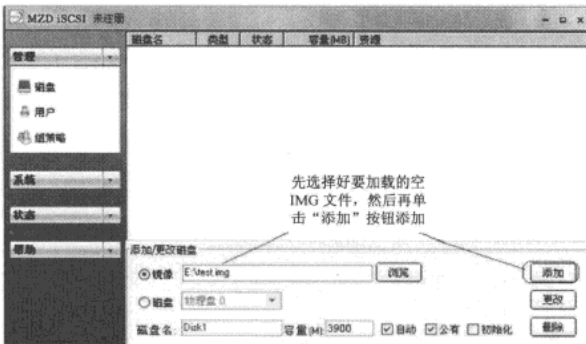 MZD iSCSI 未注册
磁盘名 类型 状态 容量(MB) 资源
管理
磁盘
用户
组策略
系统
状态
帮助
先选择好要加载的空
IMG 文件，然后再单
击“添加”按钮添加
添加/更改磁盘
镜像 E:\test.img 浏览 添加
磁盘 物理盘 0 更改
磁盘名: Disk1 容量(M): 3900 自动 公有 初始化 删除